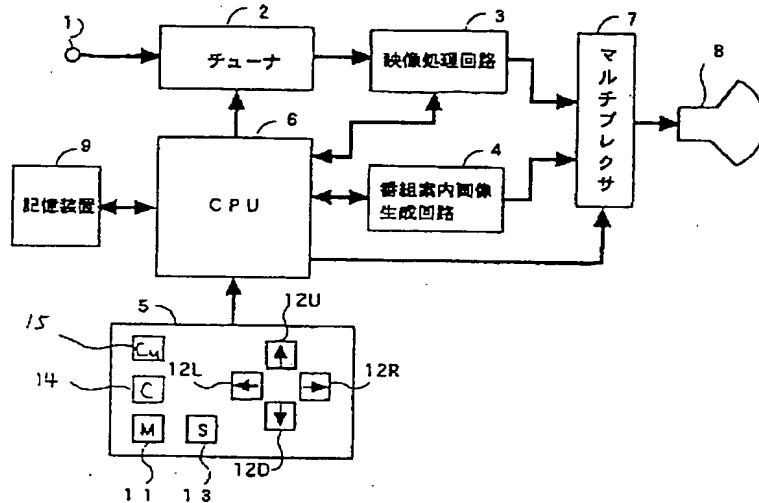 1
2
チューナ
3
映像処理回路
7
マルチプレクサ
8
9
記憶装置
6
CPU
4
番組案内画像
生成回路
5
15
Cu
14
C
M
S
11
13
12U
12L
12R
12D